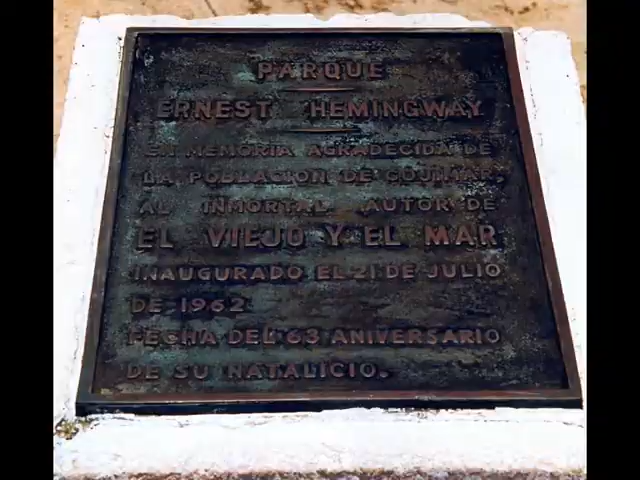 PARQUE
ERNEST HEMINGWAY
EN MEMORIA AGRADECIDA DE
LA POBLACION DE COJIMAR,
AL INMORTAL AUTOR DE
EL VIEJO Y EL MAR
INAUGURADO EL 21 DE JULIO
DE 1962
FECHA DEL 63 ANIVERSARIO
DE SU NATALICIO.